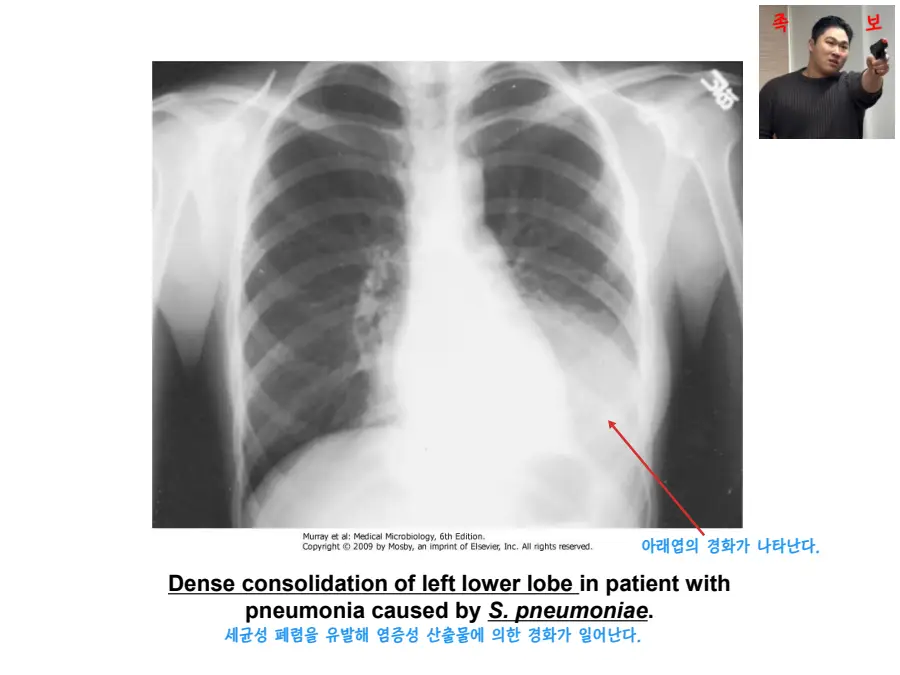 족 보
Murray et al: Medical Microbiology, 6th Edition.
Copyright © 2009 by Mosby, an imprint of Elsevier, Inc. All rights reserved.
아래엽의 경화가 나타난다.
Dense consolidation of left lower lobe in patient with
pneumonia caused by S. pneumoniae.
세균성 폐렴을 유발해 염증성 산출물에 의한 경화가 일어난다.